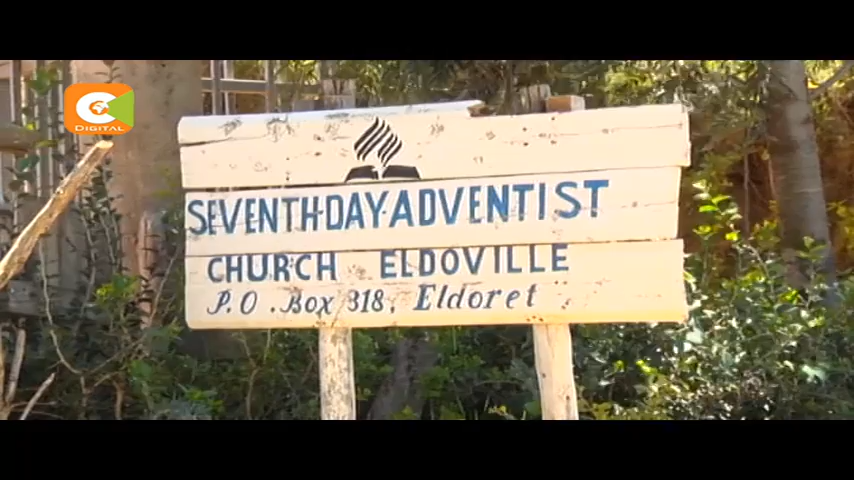 DIGITAL
SEVENTH-DAY-ADVENTIST
CHURCH ELDOVILLE
P.O. Box 318, Eldoret